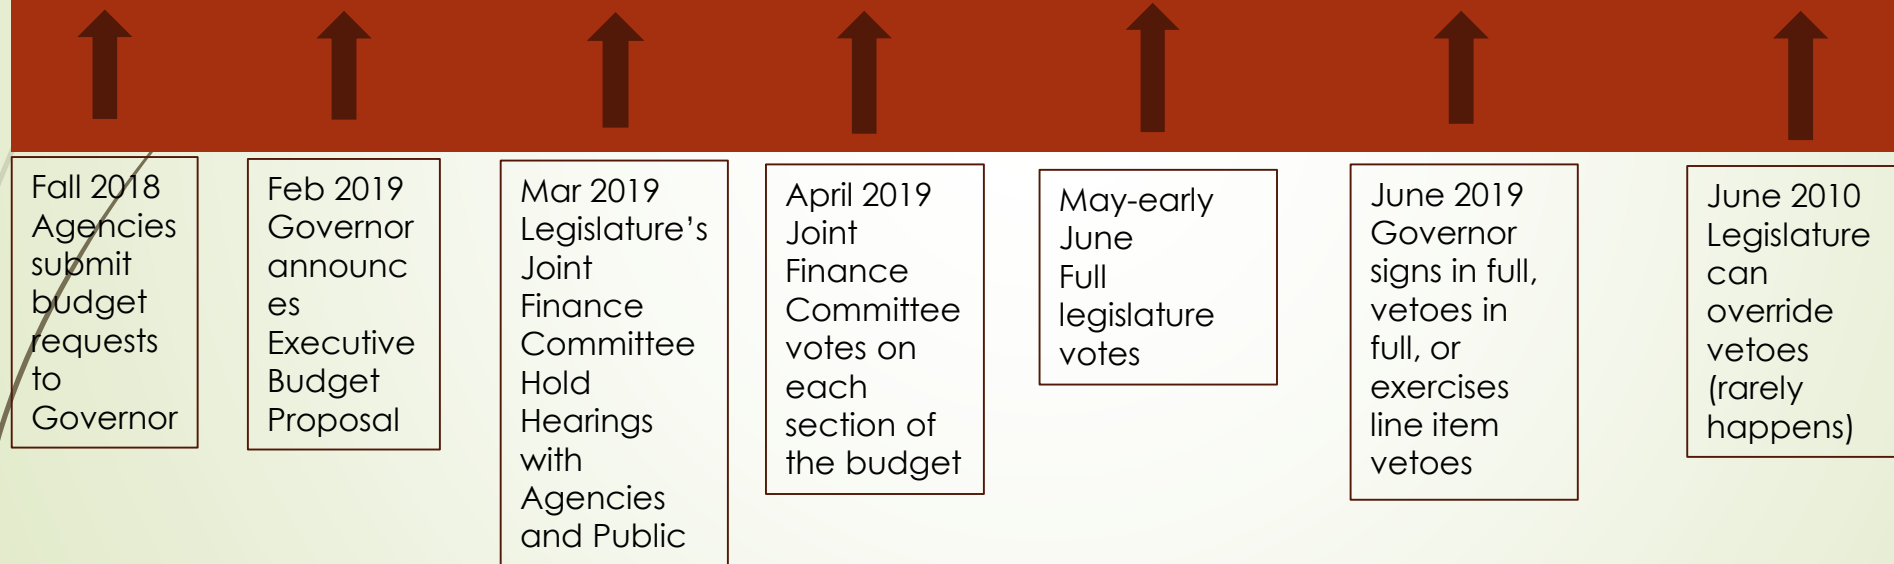 Fall 2018
Agencies
submit
budget
requests
to
Governor
Feb 2019
Governor
announc
es
Executive
Budget
Proposal
Mar 2019
Legislature’s
Joint
Finance
Committee
Hold
Hearings
with
Agencies
and Public
April 2019
Joint
Finance
Committee
votes on
each
section of
the budget
May-early
June
Full
legislature
votes
June 2019
Governor
signs in full,
vetoes in
full, or
exercises
line item
vetoes
June 2010
Legislature
can
override
vetoes
(rarely
happens)